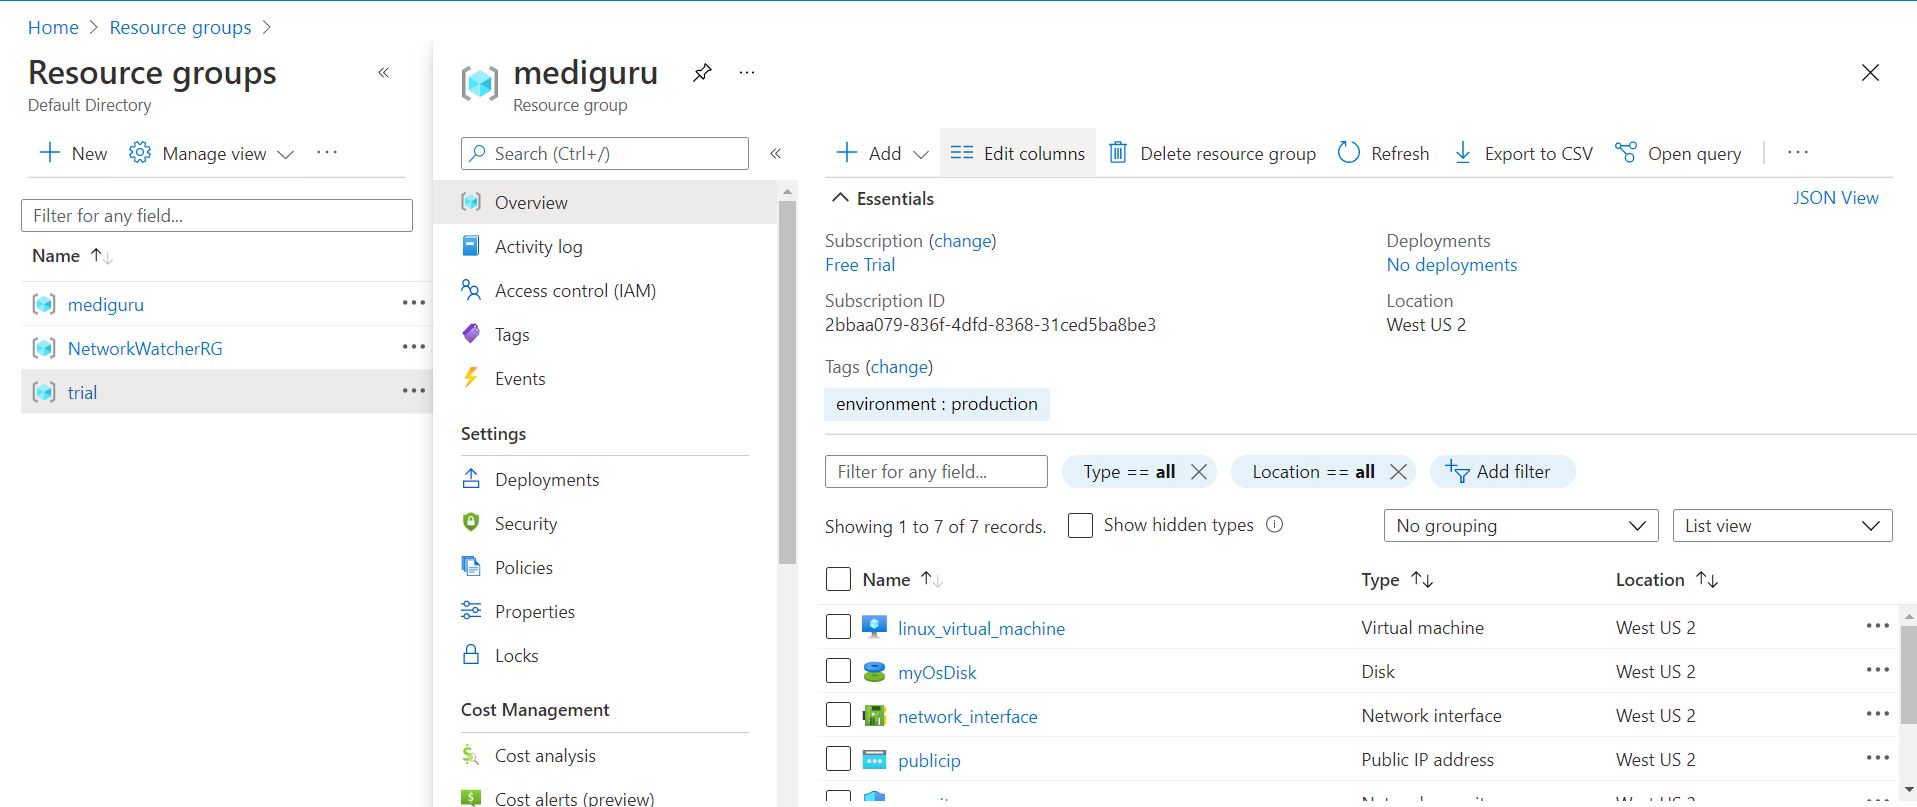 Home > Resource groups >
Resource groups
Default Directory
New
Manage view
Filter for any field...
Name
mediguru
NetworkWatcherRG
trial
mediguru
Resource group
Search (Ctrl+/)
Overview
Activity log
Access control (IAM)
Tags
Events
Settings
Deployments
Security
Policies
Properties
Locks
Cost Management
Cost analysis
Cost alerts (preview)
Add
Edit columns
Delete resource group
Refresh
Export to CSV
Open query
Essentials
JSON View
Subscription (change)
Free Trial
Subscription ID
2bbaa079-836f-4dfd-8368-31ced5ba8be3
Deployments
No deployments
Location
West US 2
Tags (change)
environment : production
Filter for any field...
Type == all
Location == all
Add filter
Showing 1 to 7 of 7 records.
Show hidden types
No grouping
List view
Name Type Location
linux_virtual_machine Virtual machine West US 2
myOsDisk Disk West US 2
network_interface Network interface West US 2
publicip Public IP address West US 2